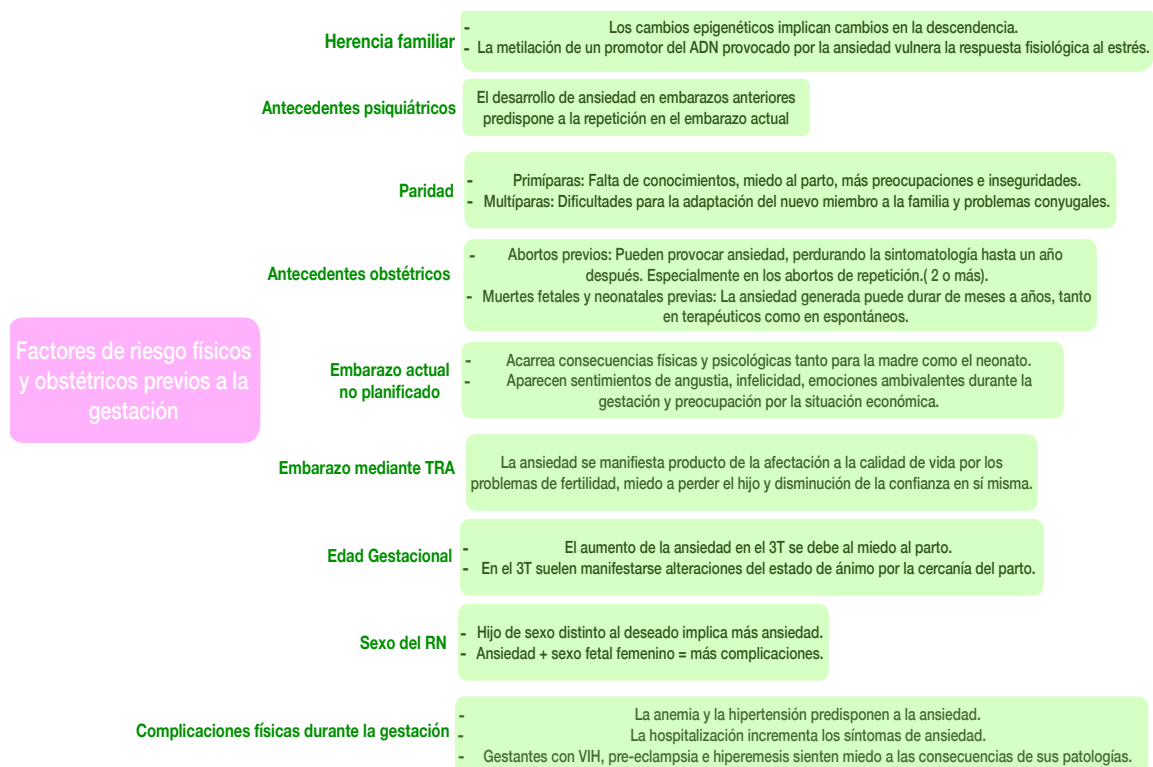 Herencia familiar
- Los cambios epigenéticos implican cambios en la descendencia.
- La metilación de un promotor del ADN provocado por la ansiedad vulnera la respuesta fisiológica al estrés.
Antecedentes psiquiátricos
El desarrollo de ansiedad en embarazos anteriores
predispone a la repetición en el embarazo actual
Paridad
- Primíparas: Falta de conocimientos, miedo al parto, más preocupaciones e inseguridades.
- Multíparas: Dificultades para la adaptación del nuevo miembro a la familia y problemas conyugales.
Antecedentes obstétricos
- Abortos previos: Pueden provocar ansiedad, perdurando la sintomatología hasta un año
después. Especialmente en los abortos de repetición.( 2 o más).
- Muertes fetales y neonatales previas: La ansiedad generada puede durar de meses a años, tanto
en terapéuticos como en espontáneos.
Factores de riesgo físicos
y obstétricos previos a la
gestación
Embarazo actual
no planificado
- Acarrea consecuencias físicas y psicológicas tanto para la madre como el neonato.
- Aparecen sentimientos de angustia, infelicidad, emociones ambivalentes durante la
gestación y preocupación por la situación económica.
Embarazo mediante TRA
La ansiedad se manifiesta producto de la afectación a la calidad de vida por los
problemas de fertilidad, miedo a perder el hijo y disminución de la confianza en sí misma.
Edad Gestacional
- El aumento de la ansiedad en el 3T se debe al miedo al parto.
- En el 3T suelen manifestarse alteraciones del estado de ánimo por la cercanía del parto.
Sexo del RN
- Hijo de sexo distinto al deseado implica más ansiedad.
- Ansiedad + sexo fetal femenino = más complicaciones.
Complicaciones físicas durante la gestación
- La anemia y la hipertensión predisponen a la ansiedad.
- La hospitalización incrementa los síntomas de ansiedad.
- Gestantes con VIH, pre-eclampsia e hiperemesis sienten miedo a las consecuencias de sus patologías.